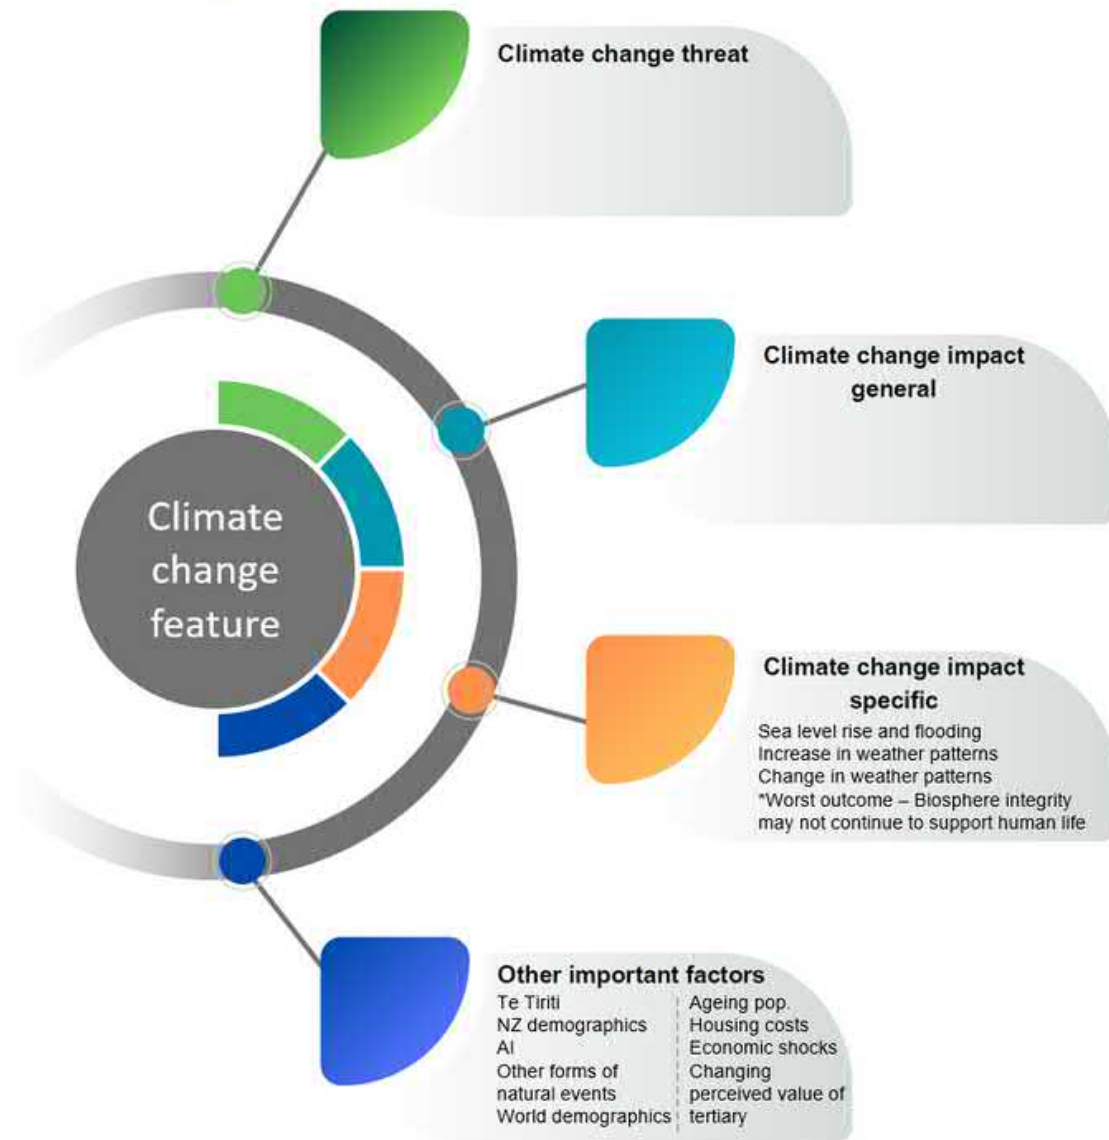 Climate change threat
Climate change impact
general
Climate
change
feature
Climate change impact
specific
Sea level rise and flooding
Increase in weather patterns
Change in weather patterns
*Worst outcome – Biosphere integrity
may not continue to support human life
Other important factors
Te Tiriti
NZ demographics
AI
Other forms of
natural events
World demographics
Ageing pop.
Housing costs
Economic shocks
Changing
perceived value of
tertiary